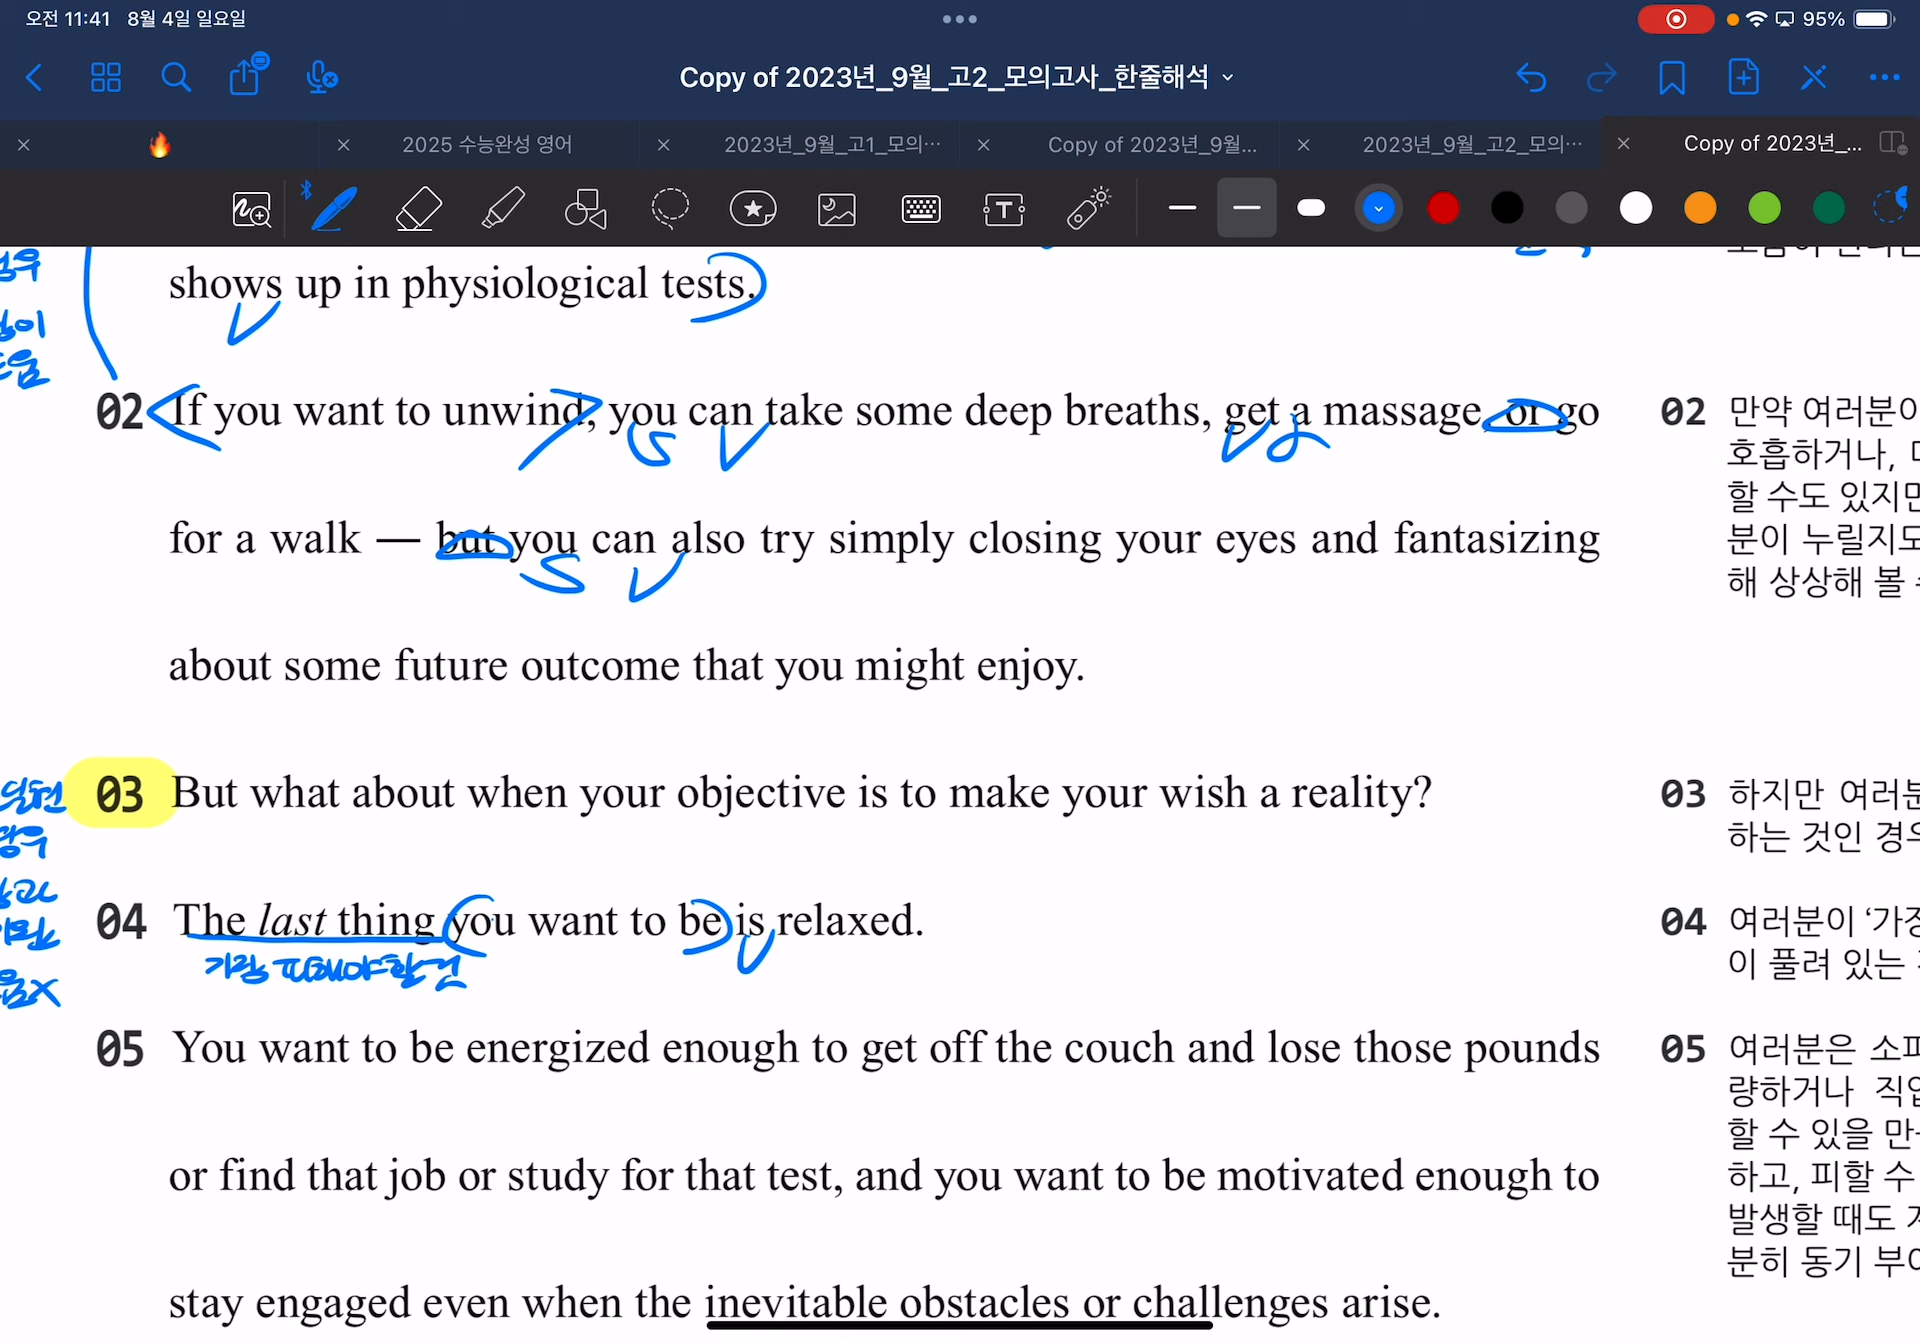 오전 11:41 8월 4일 일요일
95%
Copy of 2023년_9월_고2_모의고사_한줄해석
2025 수능완성 영어
2023년_9월_고1_모의…
Copy of 2023년_9월...
2023년_9월_고2_모의…
Copy of 2023년_...
shows up in physiological tests.
V
02 If you want to unwind, you can take some deep breaths, get a massage, or go
S V V
for a walk — but you can also try simply closing your eyes and fantasizing
S V
about some future outcome that you might enjoy.
03 But what about when your objective is to make your wish a reality?
04 The last thing you want to be is relaxed.
가장 피해야할건 V
05 You want to be energized enough to get off the couch and lose those pounds
or find that job or study for that test, and you want to be motivated enough to
stay engaged even when the inevitable obstacles or challenges arise.
02 만약 여러분이
호흡하거나,
할 수도 있지만
분이 누릴지도
해 상상해 볼
03 하지만 여러분
하는 것인 경우
04 여러분이 ‘가장
이 풀려 있는
05 여러분은 소파
량하거나 직업
할 수 있을 만
하고, 피할 수
발생할 때도
분히 동기 부여